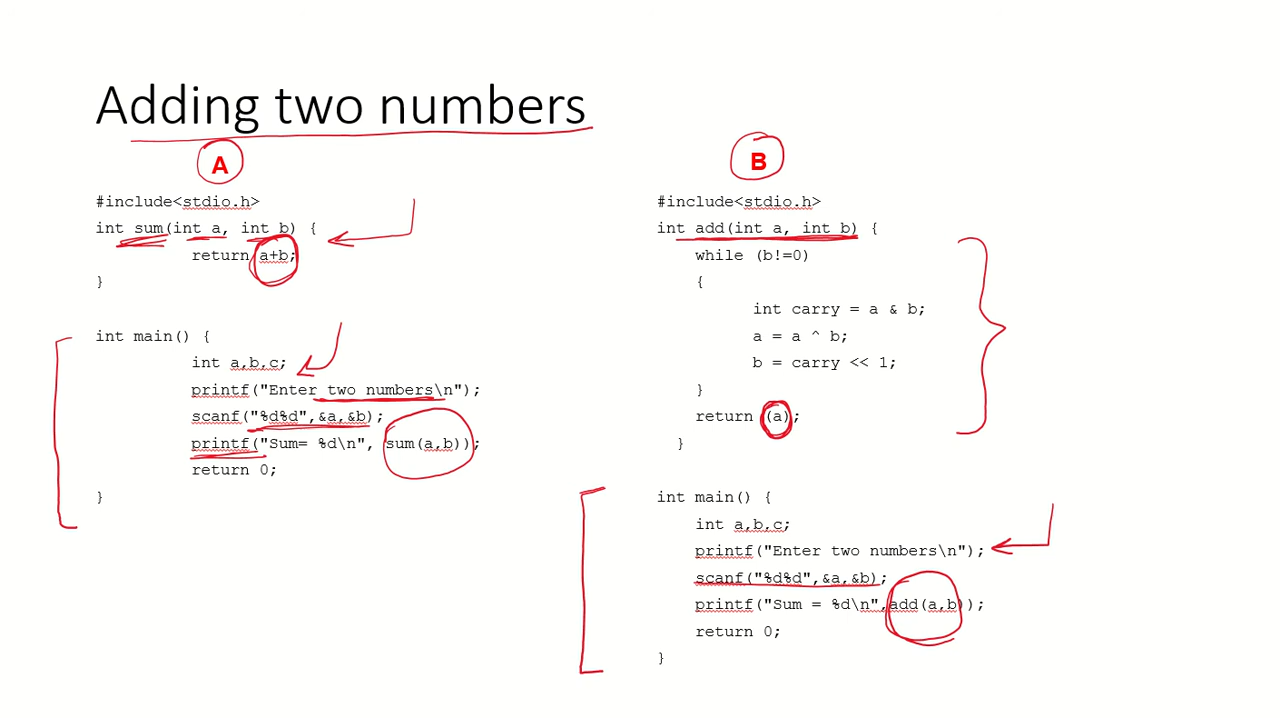 Adding two numbers
A
#include<stdio.h>
int sum(int a, int b) {
return a+b;
}
int main() {
int a,b,c;
printf("Enter two numbers\n");
scanf("%d%d",&a,&b);
printf("Sum= %d\n", sum(a,b));
return 0;
}
B
#include<stdio.h>
int add(int a, int b) {
while (b!=0)
{
int carry = a & b;
a = a ^ b;
b = carry << 1;
}
return (a);
}
int main() {
int a,b,c;
printf("Enter two numbers\n");
scanf("%d%d",&a,&b);
printf("Sum = %d\n",add(a,b));
return 0;
}